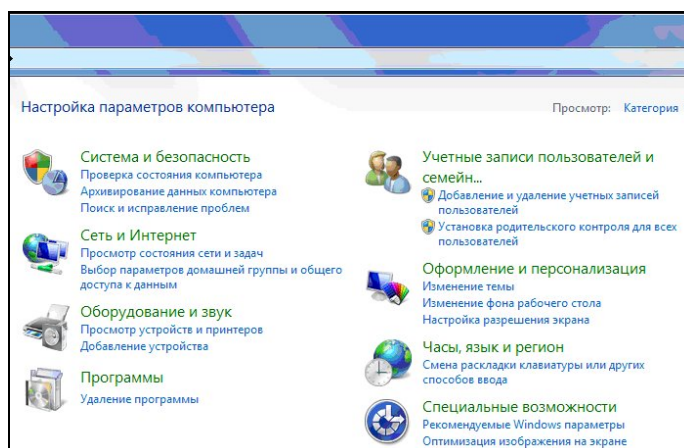 Настройка параметров компьютера
Просмотр: Категория
Система и безопасность
Проверка состояния компьютера
Архивирование данных компьютера
Поиск и исправление проблем
Сеть и Интернет
Просмотр состояния сети и задач
Выбор параметров домашней группы и общего
доступа к данным
Оборудование и звук
Просмотр устройств и принтеров
Добавление устройства
Программы
Удаление программы
Учетные записи пользователей и
семейн...
Добавление и удаление учетных записей
пользователей
Установка родительского контроля для всех
пользователей
Оформление и персонализация
Изменение темы
Изменение фона рабочего стола
Настройка разрешения экрана
Часы, язык и регион
Смена раскладки клавиатуры или других
способов ввода
Специальные возможности
Рекомендуемые Windows параметры
Оптимизация изображения на экране